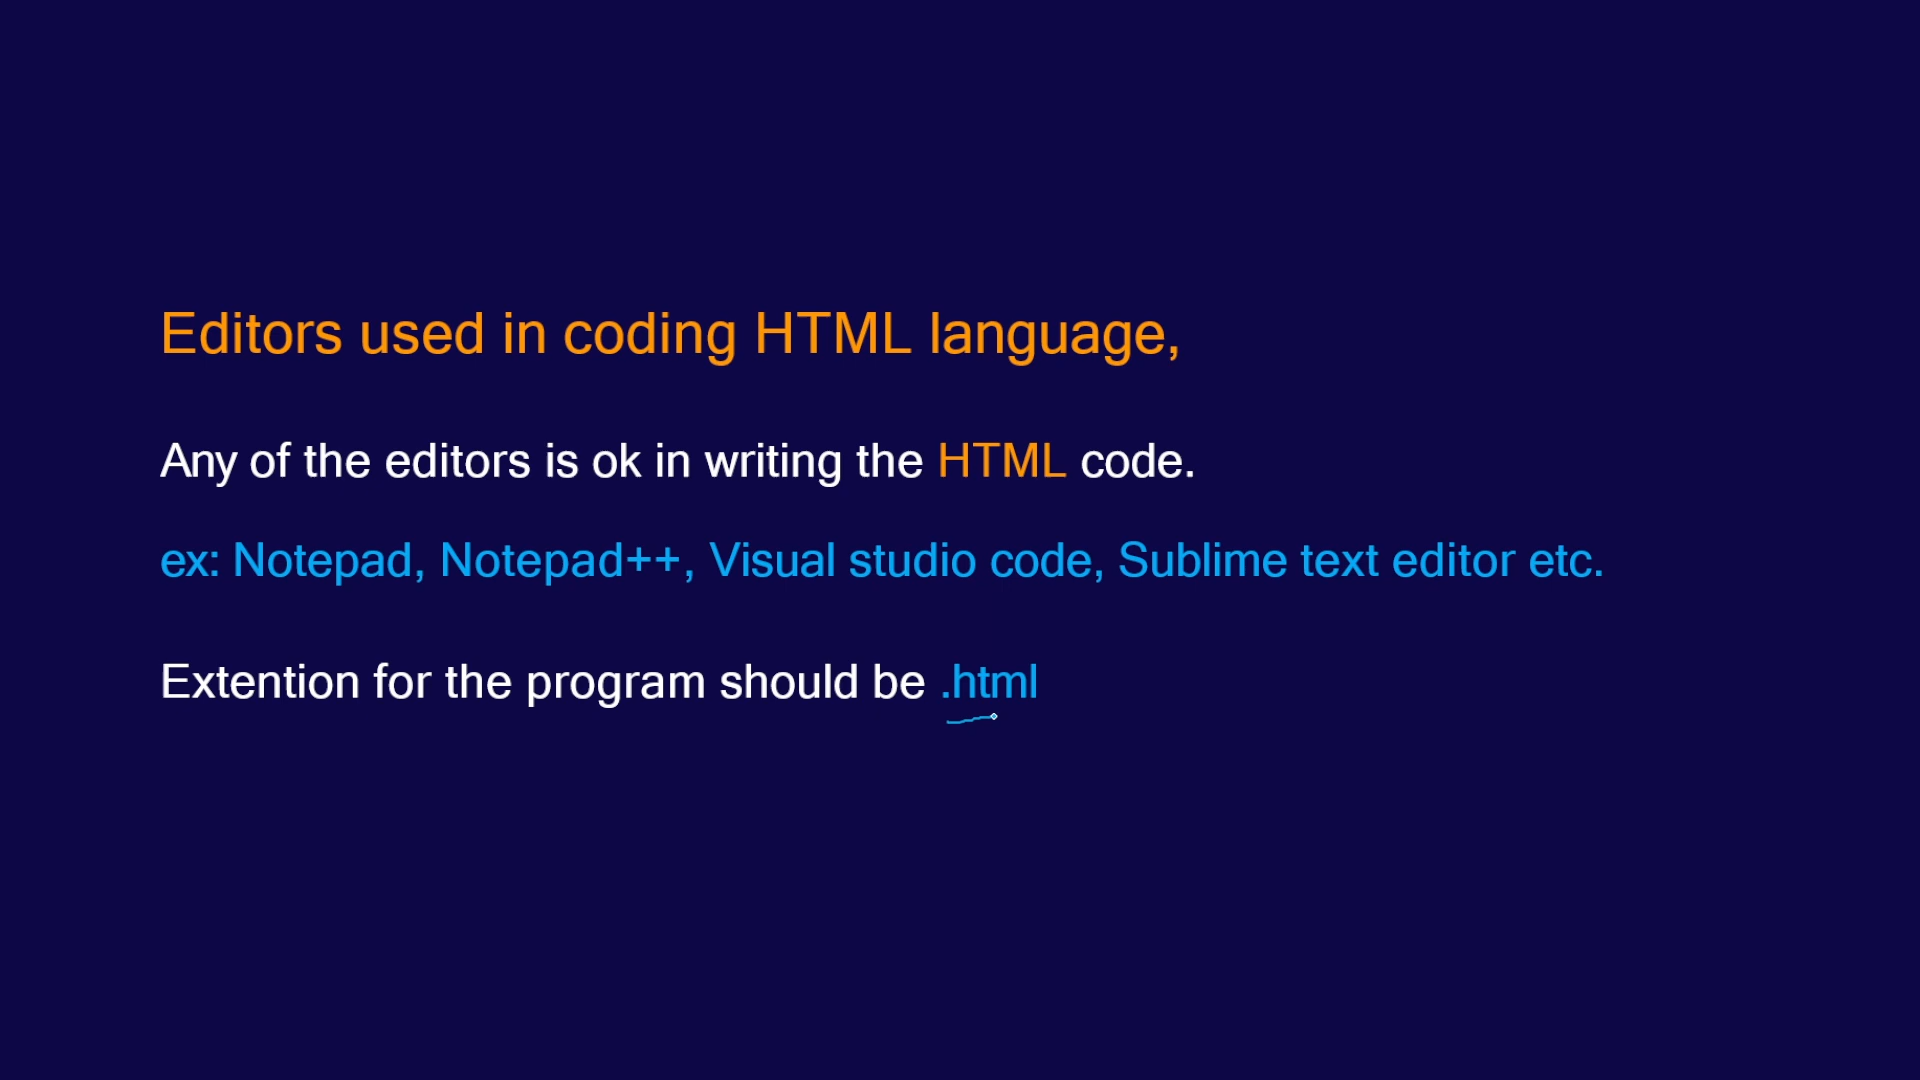 Editors used in coding HTML language,
Any of the editors is ok in writing the HTML code.
ex: Notepad, Notepad++, Visual studio code, Sublime text editor etc.
Extention for the program should be .html